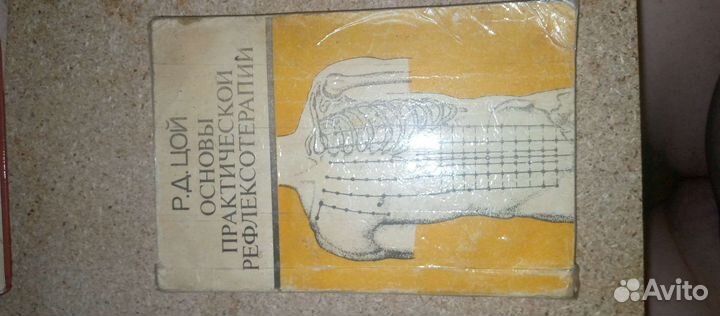 Р.Д. ЦОЙ
ОСНОВЫ
ПРАКТИЧЕСКОЙ
РЕФЛЕКСОТЕРАПИИ
Avito